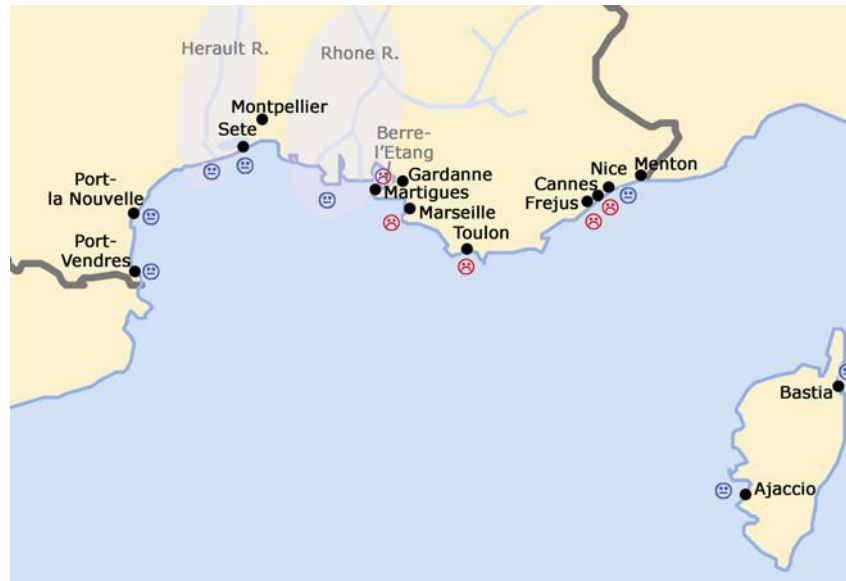 Herault R.
Rhone R.
Montpellier
Sete
Berre-
l'Etang
Port-
la Nouvelle
Gardanne
Martigues
Marseille
Toulon
Nice
Menton
Cannes
Frejus
Port-
Vendres
Bastia
Ajaccio